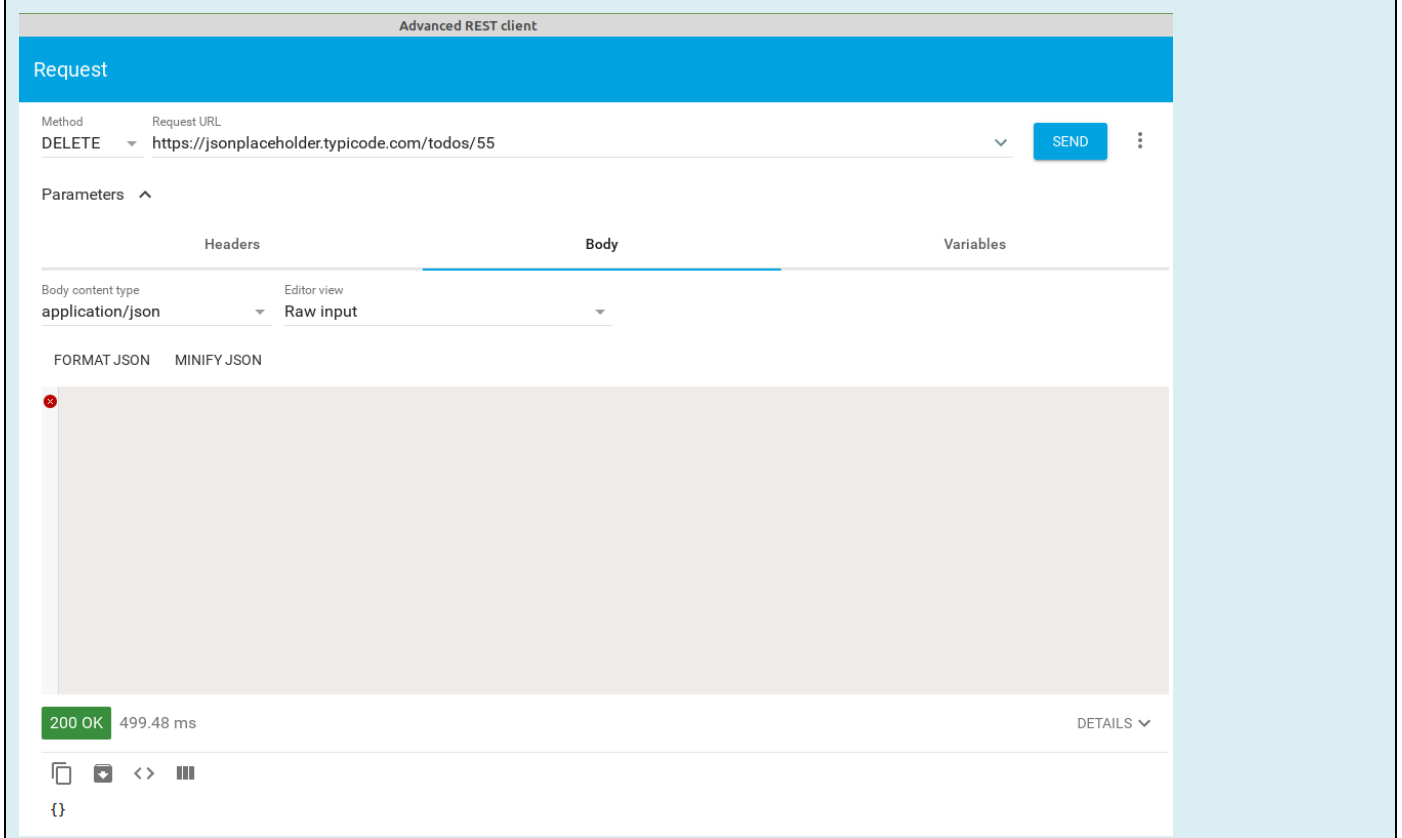 Advanced REST client
Request
Method Request URL
DELETE https://jsonplaceholder.typicode.com/todos/55 SEND
Parameters
Headers Body Variables
Body content type Editor view
application/json Raw input
FORMAT JSON MINIFY JSON
200 OK 499.48 ms DETAILS
{}